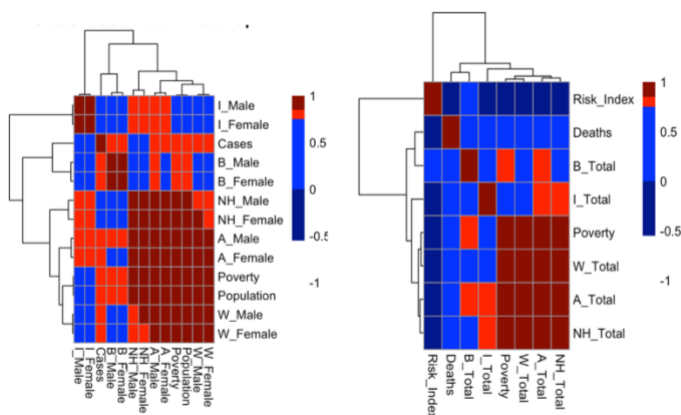 I_Male
I_Female
Cases
B_Male
B_Female
NH_Male
NH_Female
A_Male
A_Female
Poverty
Population
W_Male
W_Female
1
0.5
0
-0.5
-1
I_Male
I_Female
Cases
B_Male
B_Female
NH_Male
NH_Female
A_Male
A_Female
Poverty
Population
W_Male
W_Female
Risk_Index
Deaths
B_Total
I_Total
Poverty
W_Total
A_Total
NH_Total
1
0.5
0
-0.5
-1
Risk_Index
Deaths
B_Total
I_Total
Poverty
W_Total
A_Total
NH_Total